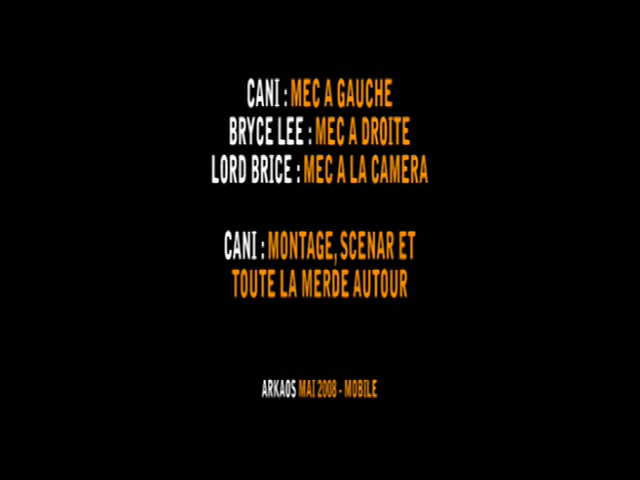 CANI : MEC A GAUCHE
BRYCE LEE : MEC A DROITE
LORD BRICE : MEC A LA CAMERA
CANI : MONTAGE, SCENAR ET
TOUTE LA MERDE AUTOUR
ARKAOS MAI 2008 - MOBILE